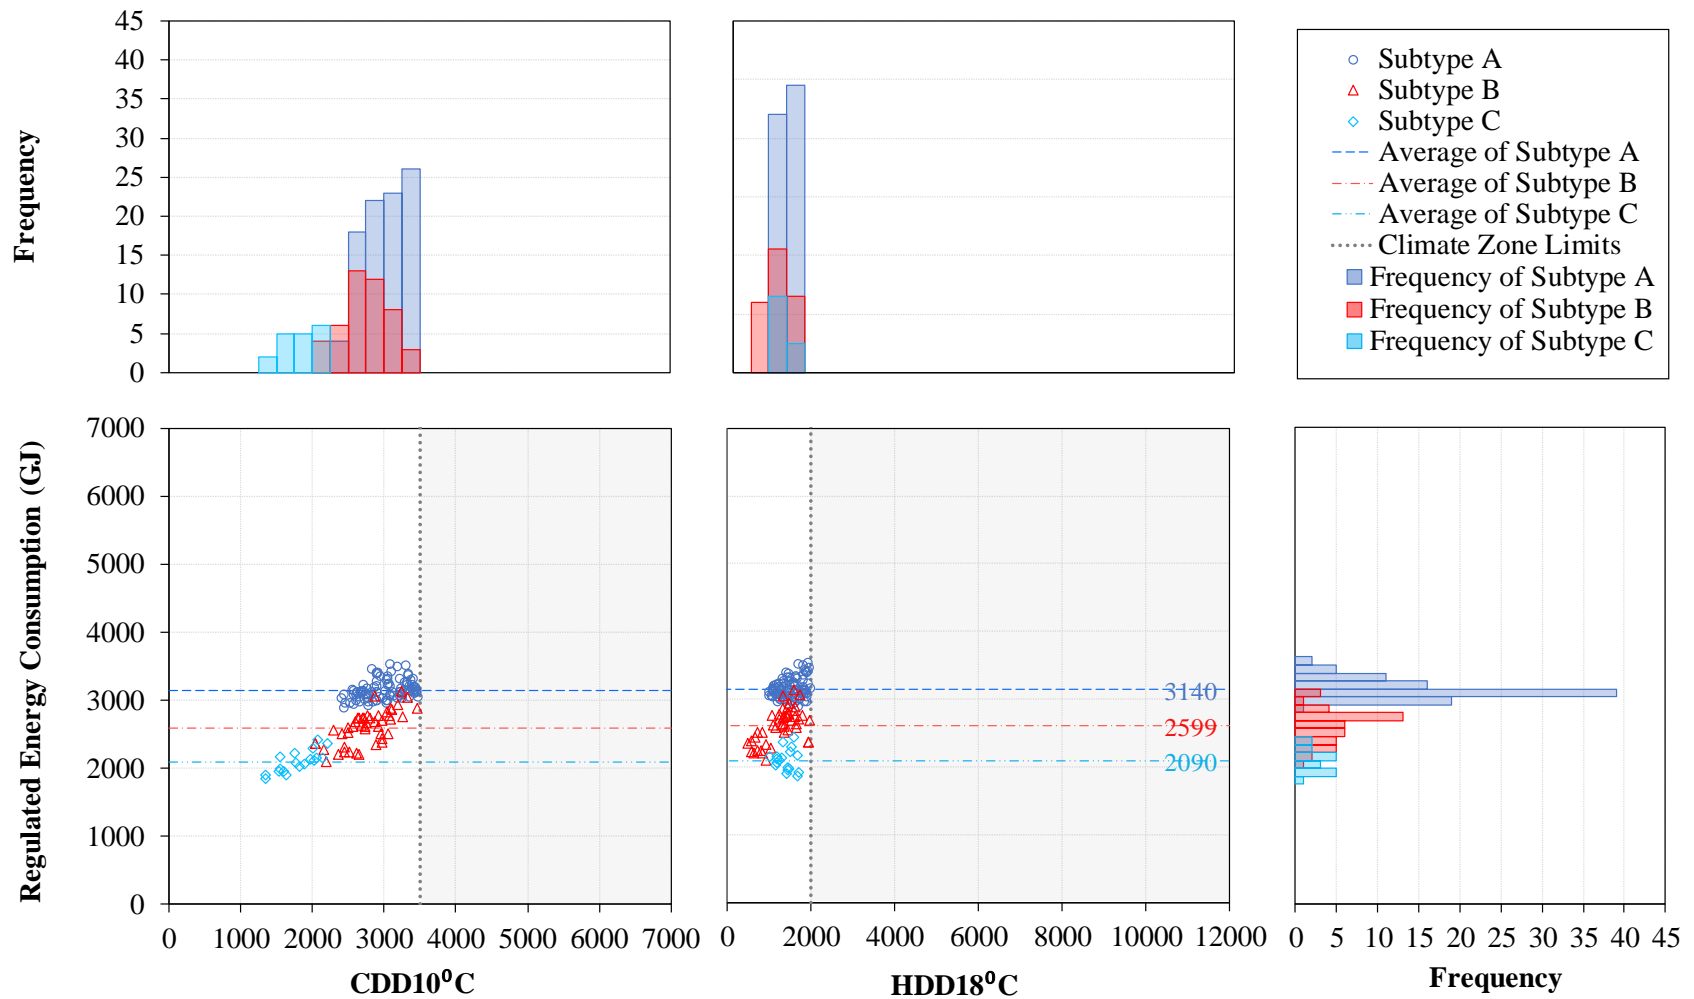 Frequency
45
40
35
30
25
20
15
10
5
0
Subtype A
Subtype B
Subtype C
Average of Subtype A
Average of Subtype B
Average of Subtype C
Climate Zone Limits
Frequency of Subtype A
Frequency of Subtype B
Frequency of Subtype C
Regulated Energy Consumption (GJ)
7000
6000
5000
4000
3000
2000
1000
0
3140
2599
2090
0 1000 2000 3000 4000 5000 6000 7000
CDD10⁰C
0 2000 4000 6000 8000 10000 12000
HDD18⁰C
0 5 10 15 20 25 30 35 40 45
Frequency